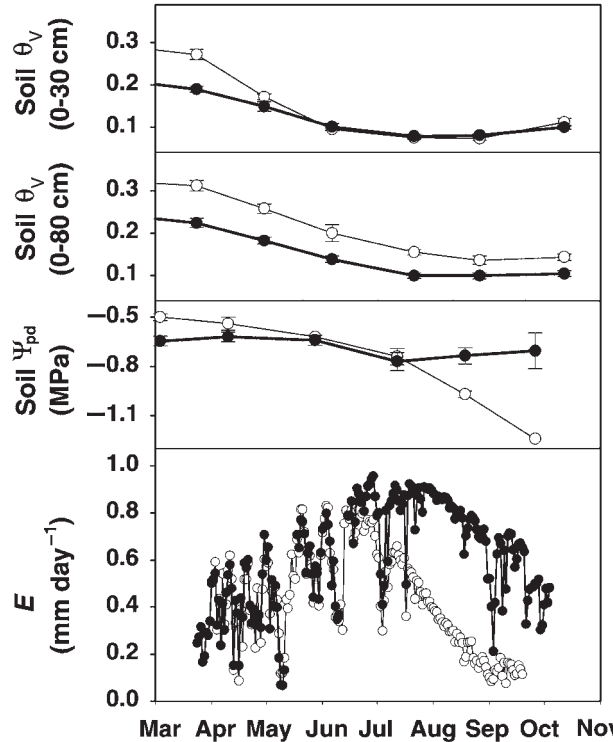 Soil θV
(0-30 cm)
0.3
0.2
0.1
Soil θV
(0-80 cm)
0.3
0.2
0.1
Soil Ψpd
(MPa)
−0.5
−0.8
−1.1
E
(mm day−1)
1.0
0.8
0.6
0.4
0.2
0.0
Mar Apr May Jun Jul Aug Sep Oct Nov